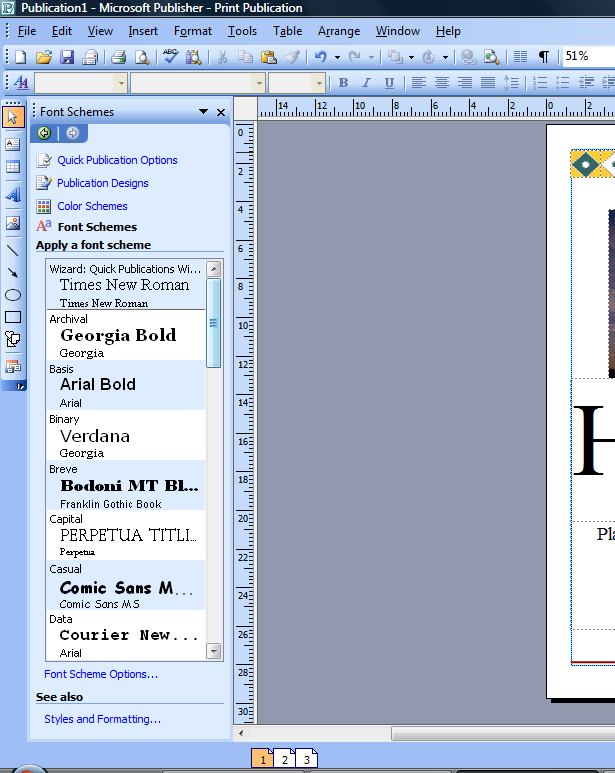 Publication1 - Microsoft Publisher - Print Publication
File Edit View Insert Format Tools Table Arrange Window Help
ABC ¶ 51%
AA B I U
Font Schemes
Quick Publication Options
Publication Designs
Color Schemes
Font Schemes
Apply a font scheme
Wizard: Quick Publications Wi...
Times New Roman
Times New Roman
Archival
Georgia Bold
Georgia
Basis
Arial Bold
Arial
Binary
Verdana
Georgia
Breve
Bodoni MT Bl...
Franklin Gothic Book
Capital
PERPETUA TITLI...
Perpetua
Casual
Comic Sans M...
Comic Sans MS
Data
Courier New...
Arial
Font Scheme Options...
See also
Styles and Formatting...
14 12 10 8 6 4 2 0 2
0
2
4
6
8
10
12
14
16
18
20
22
24
26
28
30
H
Pla
1 2 3